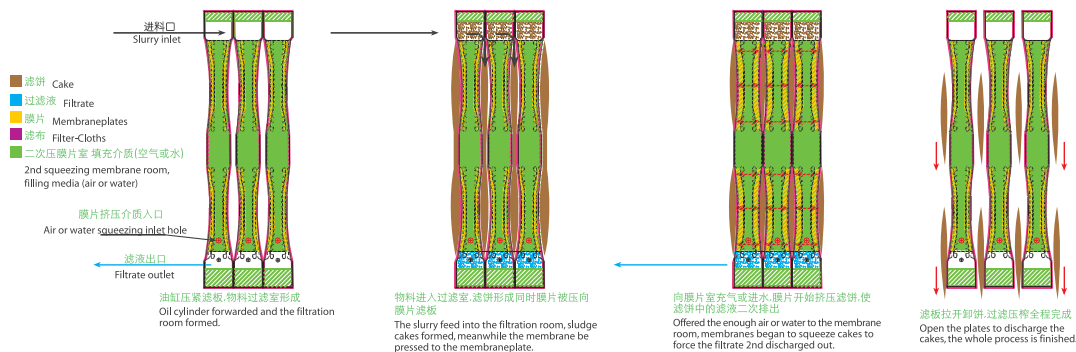 进料口
Slurry inlet
滤饼 Cake
过滤液 Filtrate
膜片 Membraneplates
滤布 Filter-Cloths
二次压膜片室 填充介质(空气或水)
2nd squeezing membrane room,
filling media (air or water)
膜片挤压介质入口
Air or water squeezing inlet hole
滤液出口
Filtrate outlet
油缸压紧滤板.物料过滤室形成
Oil cylinder forwarded and the filtration
room formed.
物料进入过滤室.滤饼形成同时膜片被压向
膜片滤板
The slurry feed into the filtration room, sludge
cakes formed, meanwhile the membrane be
pressed to the membraneplate.
向膜片室充气或进水.膜片开始挤压滤饼.使
滤饼中的滤液二次排出
Offered the enough air or water to the membrane
room, membranes began to squeeze cakes to
force the filtrate 2nd discharged out.
滤板拉开卸饼.过滤压榨全程完成
Open the plates to discharge the
cakes, the whole process is finished.